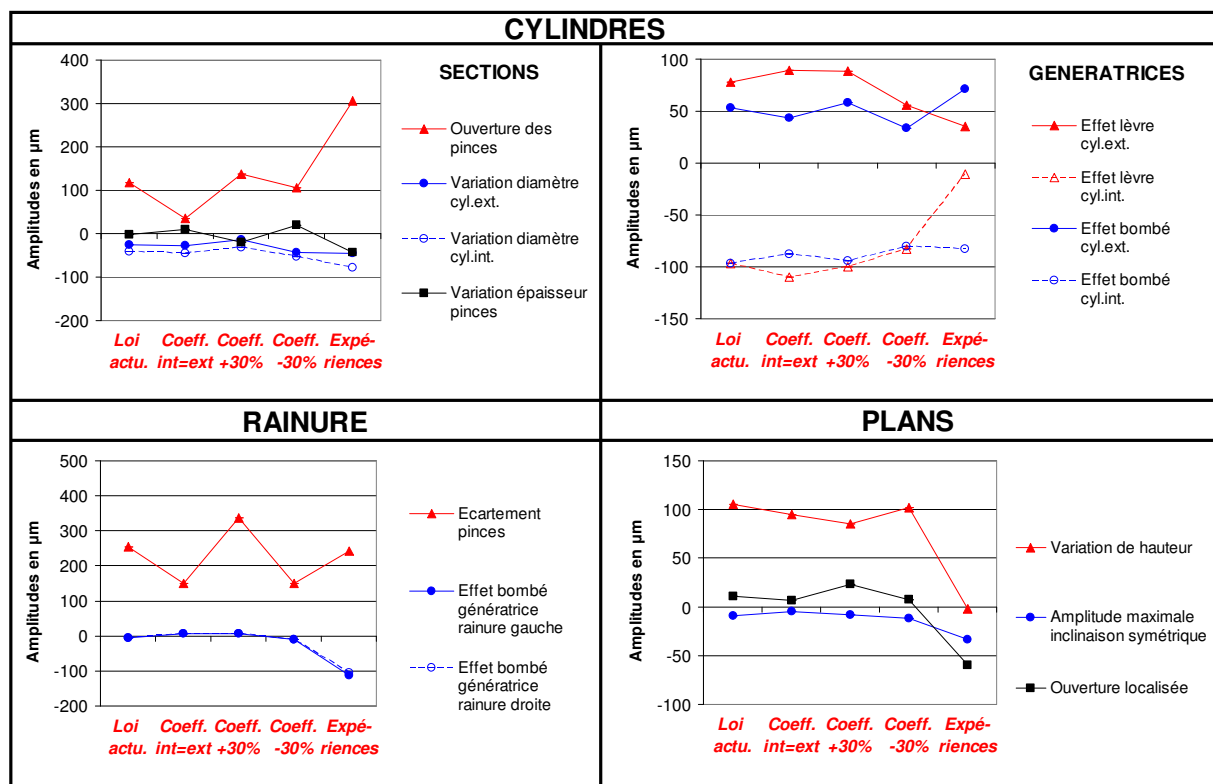 CYLINDRES
SECTIONS
Amplitudes en µm
400
300
200
100
0
-100
-200
Loi
actu.
Coeff.
int=ext
Coeff.
+30%
Coeff.
-30%
Expé-
riences
Ouverture des
pinces
Variation diamètre
cyl.ext.
Variation diamètre
cyl.int.
Variation épaisseur
pinces
GENERATRICES
Amplitudes en µm
100
50
0
-50
-100
-150
Loi
actu.
Coeff.
int=ext
Coeff.
+30%
Coeff.
-30%
Expé-
riences
Effet lèvre
cyl.ext.
Effet lèvre
cyl.int.
Effet bombé
cyl.ext.
Effet bombé
cyl.int.
RAINURE
Amplitudes en µm
500
400
300
200
100
0
-100
-200
Loi
actu.
Coeff.
int=ext
Coeff.
+30%
Coeff.
-30%
Expé-
riences
Ecartement
pinces
Effet bombé
génératrice
rainure gauche
Effet bombé
génératrice
rainure droite
PLANS
Amplitudes en µm
150
100
50
0
-50
-100
Loi
actu.
Coeff.
int=ext
Coeff.
+30%
Coeff.
-30%
Expé-
riences
Variation de hauteur
Amplitude maximale
inclinaison symétrique
Ouverture localisée